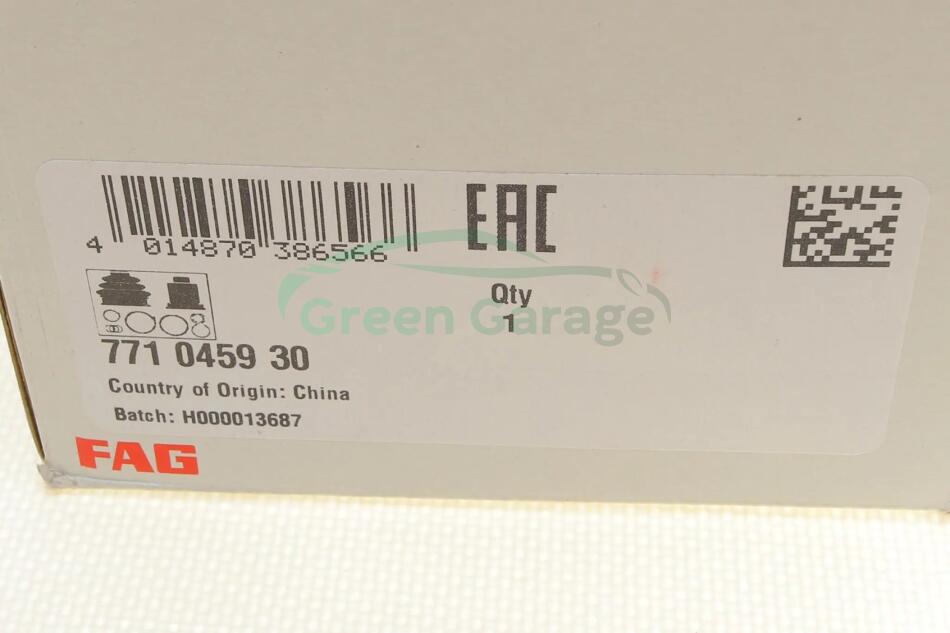 EAC
4 014870 386566
Qty
1
Green Garage
771 0459 30
Country of Origin: China
Batch: H000013687
FAG